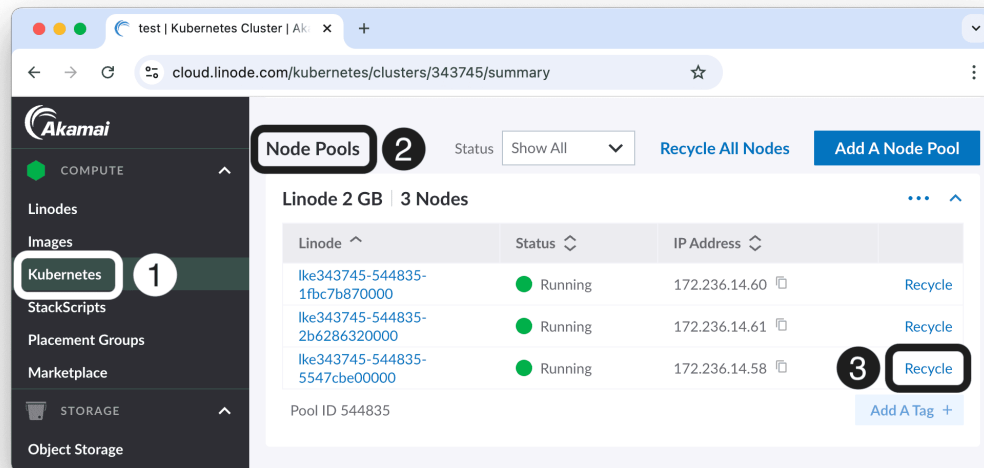 test | Kubernetes Cluster | Ak
cloud.linode.com/kubernetes/clusters/343745/summary
Akamai
COMPUTE
Linodes
Images
Kubernetes 1
StackScripts
Placement Groups
Marketplace
STORAGE
Object Storage
Node Pools 2 Status Show All Recycle All Nodes Add A Node Pool
Linode 2 GB 3 Nodes
Linode Status IP Address
lke343745-544835-
1fbc7b870000 Running 172.236.14.60 Recycle
lke343745-544835-
2b6286320000 Running 172.236.14.61 Recycle
lke343745-544835-
5547cbe00000 Running 172.236.14.58 3 Recycle
Pool ID 544835 Add A Tag +